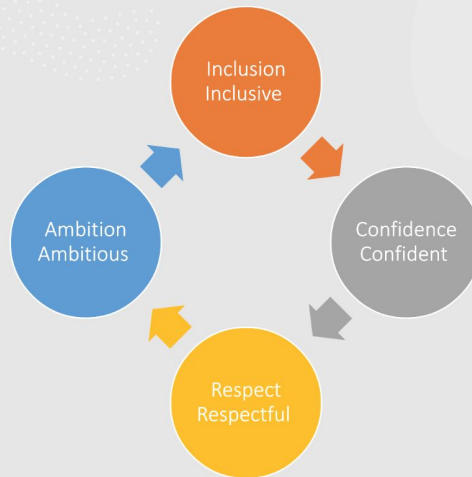 Inclusion
Inclusive
Confidence
Confident
Respect
Respectful
Ambition
Ambitious